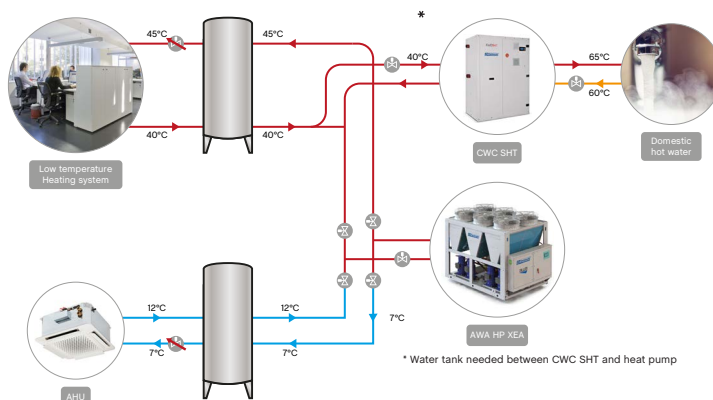 *
45°C
45°C
40°C
65°C
60°C
40°C
40°C
Low temperature
Heating system
CWC SHT
Domestic
hot water
12°C
12°C
7°C
7°C
7°C
AWA HP XEA
* Water tank needed between CWC SHT and heat pump
AHU